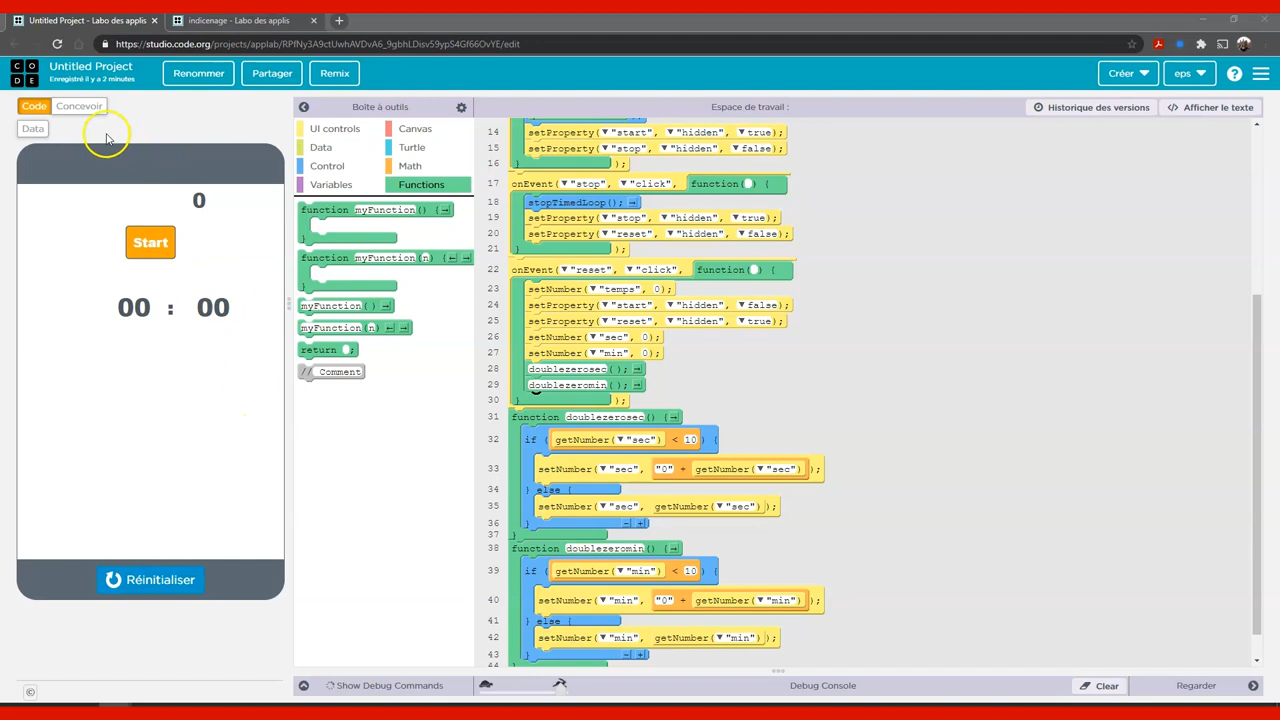 Untitled Project - Labo des applis
indicenage - Labo des applis
https://studio.code.org/projects/applab/RPfNy3A9ctUwhAVDvA6_9gbhLDisv59ypS4Gf66OvYE/edit
CODE
Untitled Project
Enregistré il y a 2 minutes
Renommer
Partager
Remix
Créer
eps
Code
Concevoir
Data
Boîte à outils
Espace de travail :
Historique des versions
</> Afficher le texte
UI controls
Canvas
Data
Turtle
Control
Math
Variables
Functions
function myFunction() {
}
function myFunction(n) {
}
myFunction()
myFunction(n)
return ;
// Comment
0
Start
00 : 00
Réinitialiser
14 setProperty("start", "hidden", true);
15 setProperty("stop", "hidden", false);
16 } );
17 onEvent("stop", "click", function() {
18 stopTimedLoop();
19 setProperty("stop", "hidden", true);
20 setProperty("reset", "hidden", false);
21 } );
22 onEvent("reset", "click", function() {
23 setNumber("temps", 0);
24 setProperty("start", "hidden", false);
25 setProperty("reset", "hidden", true);
26 setNumber("sec", 0);
27 setNumber("min", 0);
28 doublezerosec();
29 doublezeromin();
30 } );
31 function doublezerosec() {
32 if (getNumber("sec") < 10) {
33 setNumber("sec", "0" + getNumber("sec"));
34 } else {
35 setNumber("sec", getNumber("sec"));
36 }
37 }
38 function doublezeromin() {
39 if (getNumber("min") < 10) {
40 setNumber("min", "0" + getNumber("min"));
41 } else {
42 setNumber("min", getNumber("min"));
43 }
44
Show Debug Commands
Debug Console
Clear
Regarder